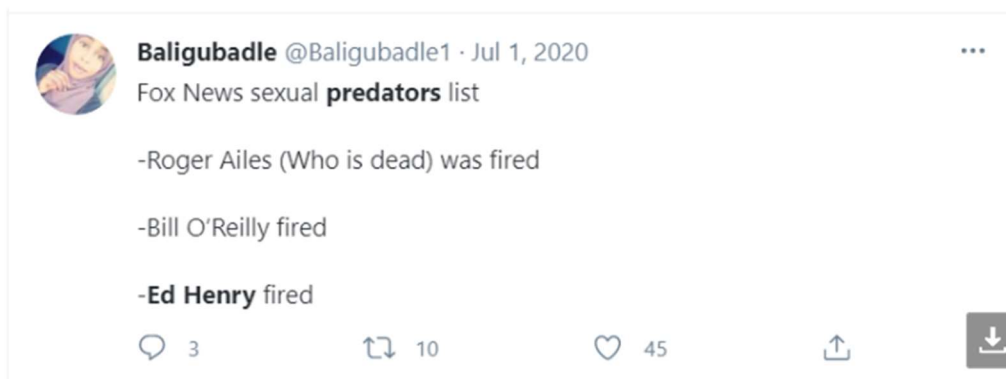 Baligubadle @Baligubadle1 · Jul 1, 2020
Fox News sexual predators list
-Roger Ailes (Who is dead) was fired
-Bill O'Reilly fired
-Ed Henry fired
3 10 45